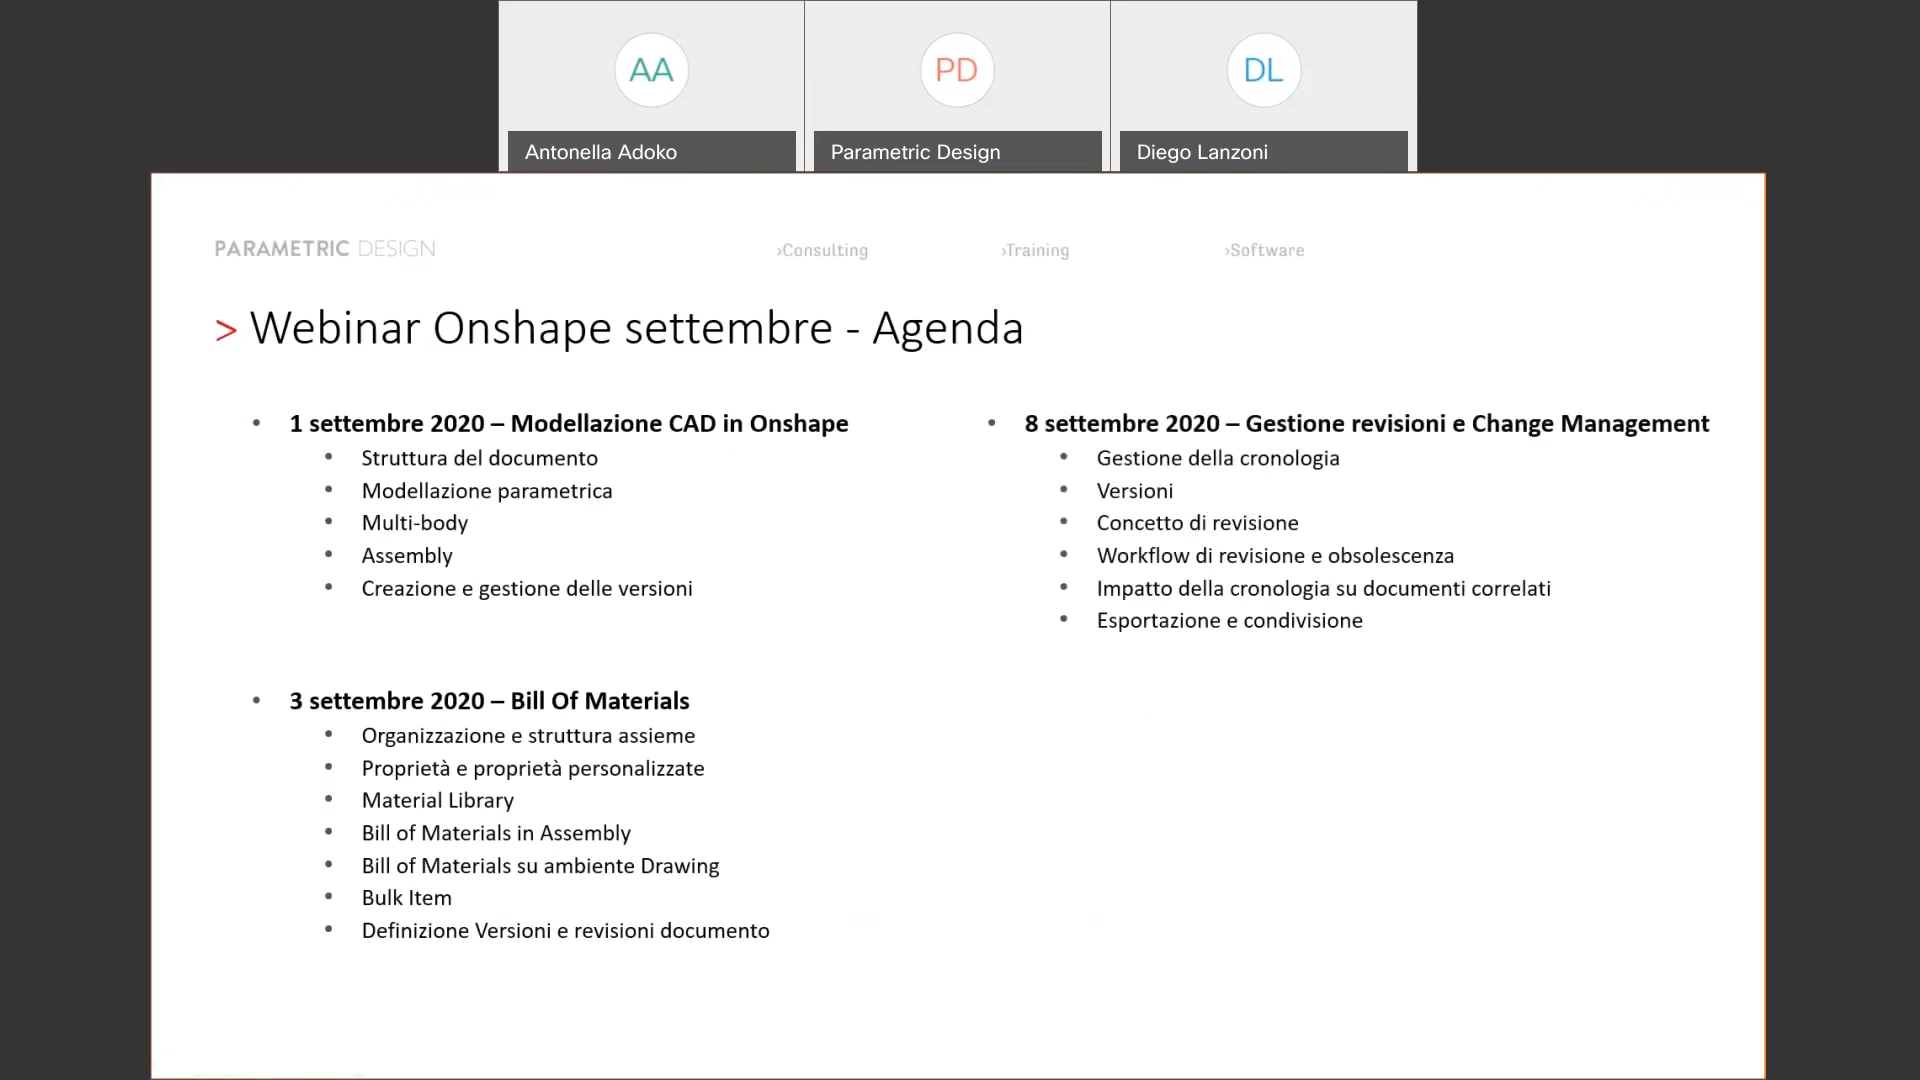 AA
PD
DL
Antonella Adoko
Parametric Design
Diego Lanzoni
PARAMETRIC DESIGN
›Consulting
›Training
›Software
> Webinar Onshape settembre - Agenda
• 1 settembre 2020 – Modellazione CAD in Onshape
• Struttura del documento
• Modellazione parametrica
• Multi-body
• Assembly
• Creazione e gestione delle versioni
• 3 settembre 2020 – Bill Of Materials
• Organizzazione e struttura assieme
• Proprietà e proprietà personalizzate
• Material Library
• Bill of Materials in Assembly
• Bill of Materials su ambiente Drawing
• Bulk Item
• Definizione Versioni e revisioni documento
• 8 settembre 2020 – Gestione revisioni e Change Management
• Gestione della cronologia
• Versioni
• Concetto di revisione
• Workflow di revisione e obsolescenza
• Impatto della cronologia su documenti correlati
• Esportazione e condivisione